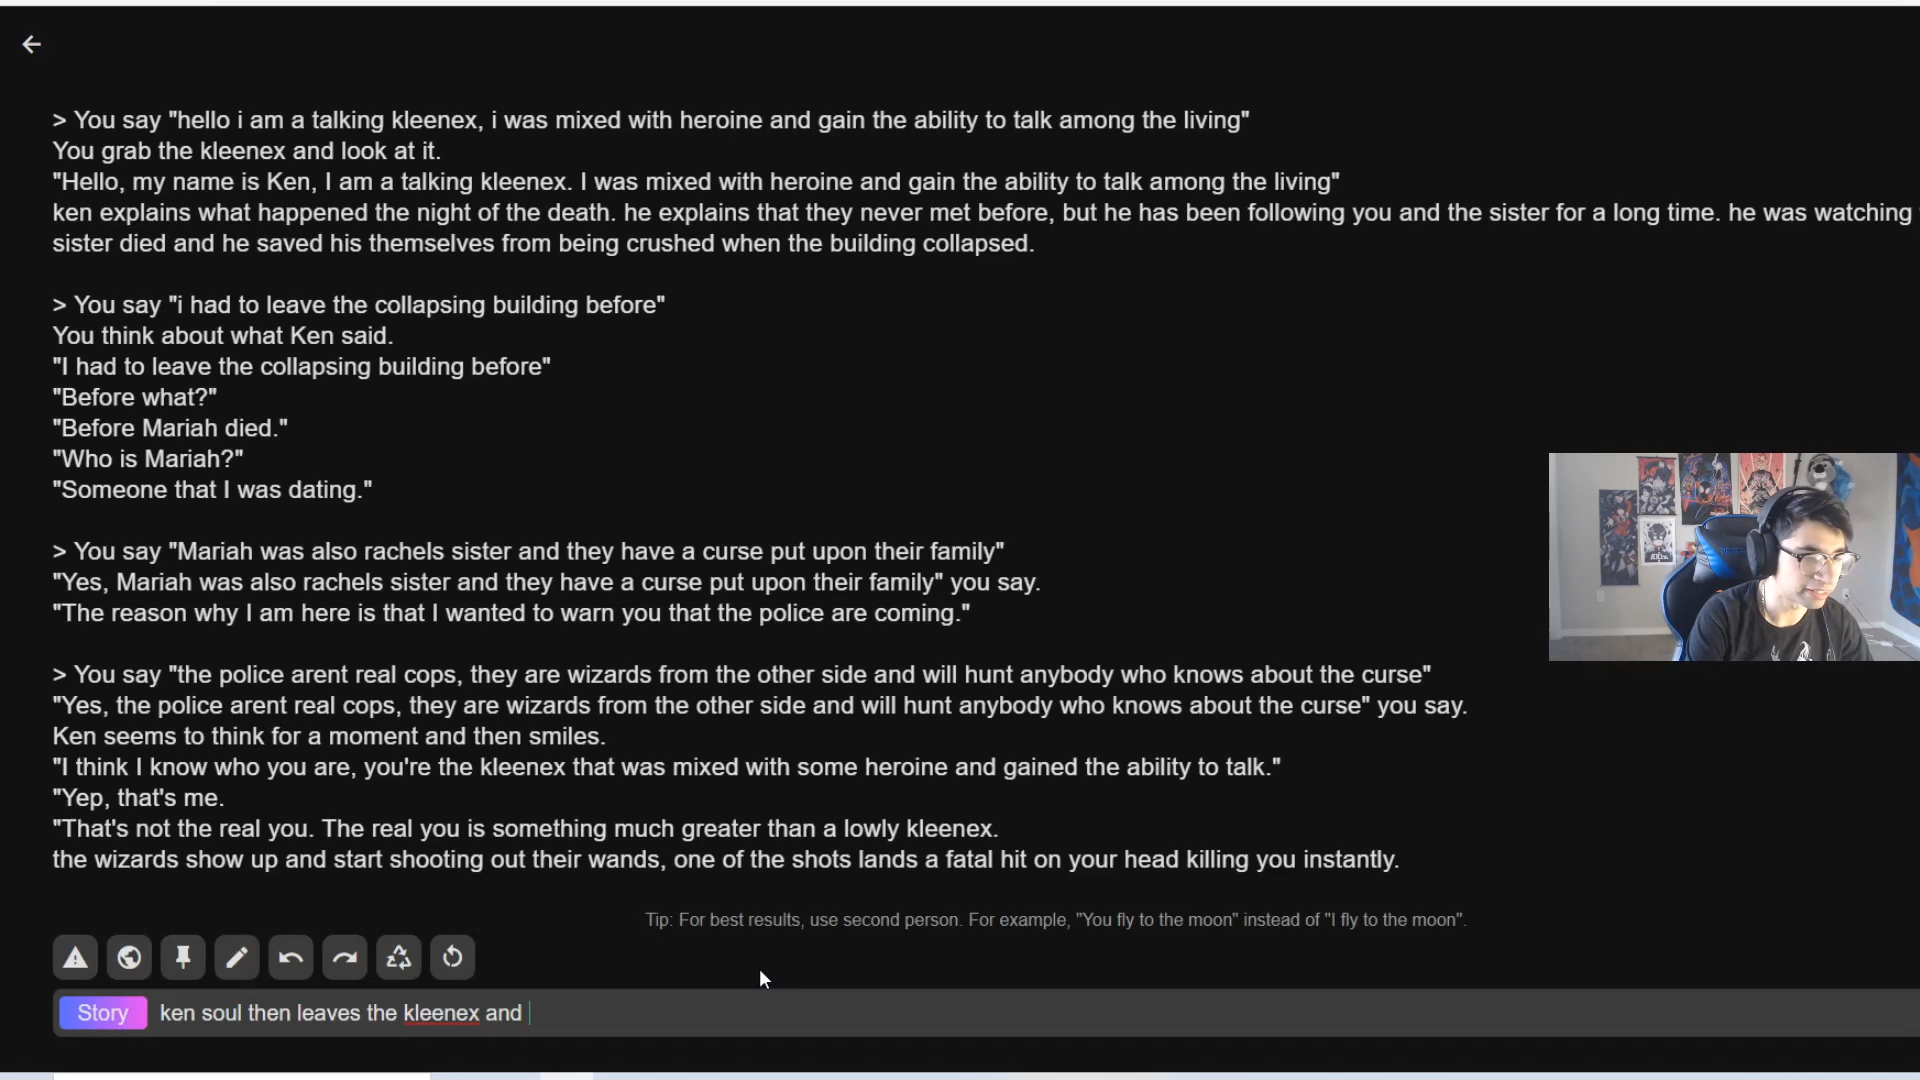 > You say "hello i am a talking kleenex, i was mixed with heroine and gain the ability to talk among the living"
You grab the kleenex and look at it.
"Hello, my name is Ken, I am a talking kleenex. I was mixed with heroine and gain the ability to talk among the living"
ken explains what happened the night of the death. he explains that they never met before, but he has been following you and the sister for a long time. he was watching
sister died and he saved his themselves from being crushed when the building collapsed.
> You say "i had to leave the collapsing building before"
You think about what Ken said.
"I had to leave the collapsing building before"
"Before what?"
"Before Mariah died."
"Who is Mariah?"
"Someone that I was dating."
> You say "Mariah was also rachels sister and they have a curse put upon their family"
"Yes, Mariah was also rachels sister and they have a curse put upon their family" you say.
"The reason why I am here is that I wanted to warn you that the police are coming."
> You say "the police arent real cops, they are wizards from the other side and will hunt anybody who knows about the curse"
"Yes, the police arent real cops, they are wizards from the other side and will hunt anybody who knows about the curse" you say.
Ken seems to think for a moment and then smiles.
"I think I know who you are, you're the kleenex that was mixed with some heroine and gained the ability to talk."
"Yep, that's me.
"That's not the real you. The real you is something much greater than a lowly kleenex.
the wizards show up and start shooting out their wands, one of the shots lands a fatal hit on your head killing you instantly.
Tip: For best results, use second person. For example, "You fly to the moon" instead of "I fly to the moon".
Story ken soul then leaves the kleenex and